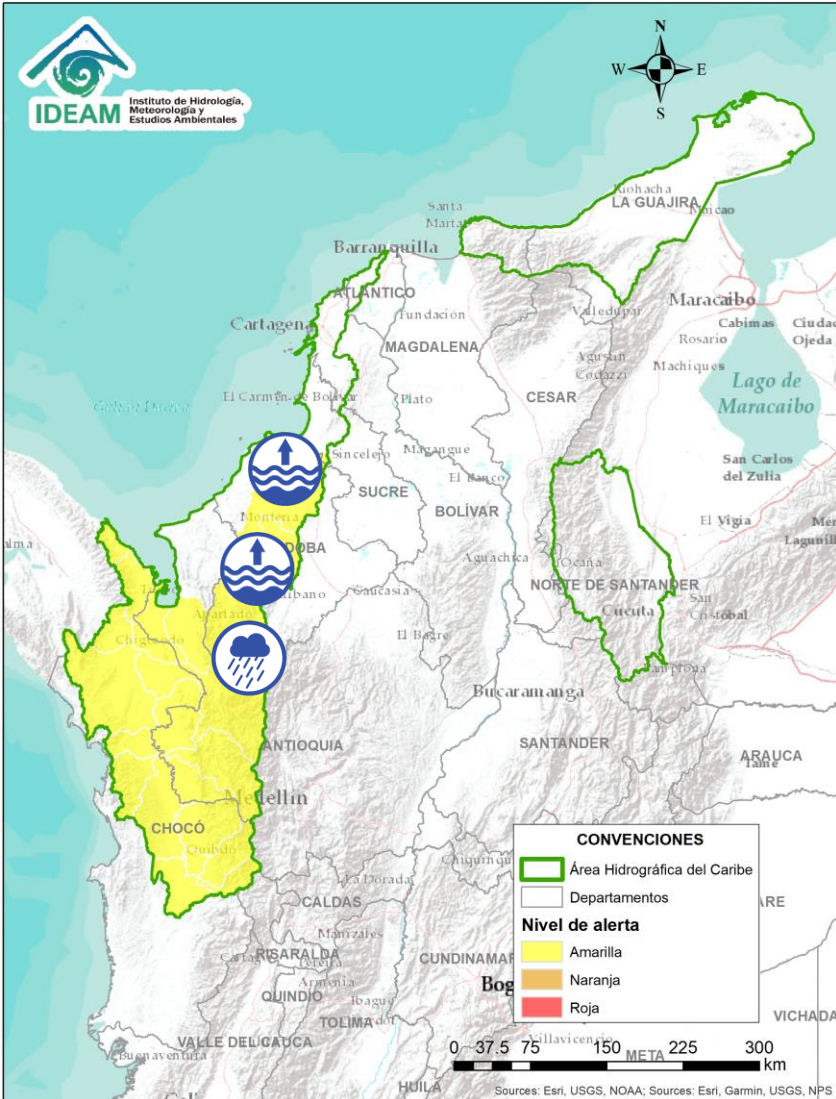 IDEAM
Instituto de Hidrología,
Meteorología y
Estudios Ambientales
N
W
E
S
Riohacha
LA GUAJIRA
Maicao
Santa
Marta
Barranquilla
ATLÁNTICO
Maracaibo
Cabimas
Ciudad
Ojeda
Fundación
Valledupar
Rosario
Cartagena
MAGDALENA
Machiques
Agustín
Codazzi
Lago de
Maracaibo
CESAR
El Carmen de Bolívar
Plato
Sincelejo
Magangué
San Carlos
del Zulia
El Banco
SUCRE
BOLÍVAR
El Vigía
Montería
DOBA
Aguachica
Ocaña
NORTE DE SANTANDER
Cúcuta
San
Cristóbal
Caucasia
Apartadó
Chigorodó
El Bagre
Pamplona
Bucaramanga
ANTIOQUIA
SANTANDER
ARAUCA
Tame
Medellín
CHOCÓ
Quibdó
La Dorada
CALDAS
Manizales
RISARALDA
Pereira
Armenia
QUINDÍO
Ibagué
TOLIMA
CUNDINAMAR
Bog
VICHADA
Villavicencio
META
VALLE DEL CAUCA
Buenaventura
HUILA
CONVENCIONES
Área Hidrográfica del Caribe
Departamentos
Nivel de alerta
Amarilla
Naranja
Roja
0 37.5 75 150 225 300
km
Sources: Esri, USGS, NOAA; Sources: Esri, Garmin, USGS, NPS